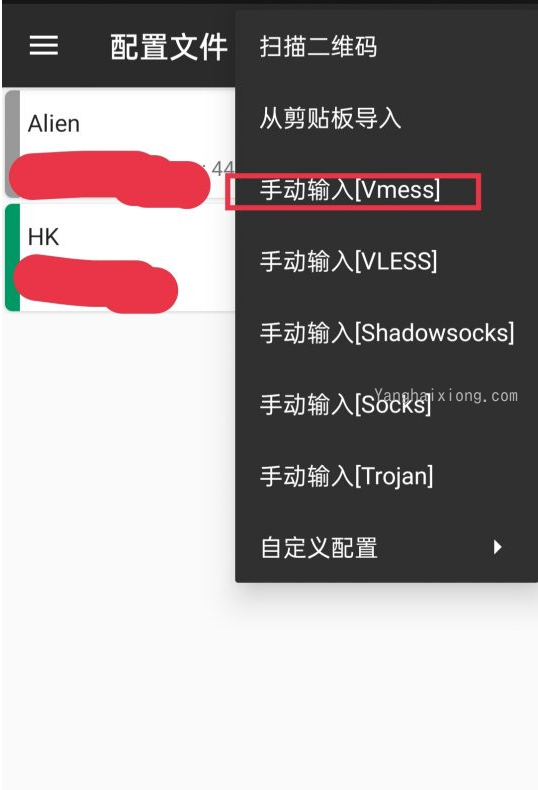 配置文件
Alien
: 44
HK
扫描二维码
从剪贴板导入
手动输入[Vmess]
手动输入[VLESS]
手动输入[Shadowsocks]
Yanghaixiong.com
手动输入[Socks]
手动输入[Trojan]
自定义配置